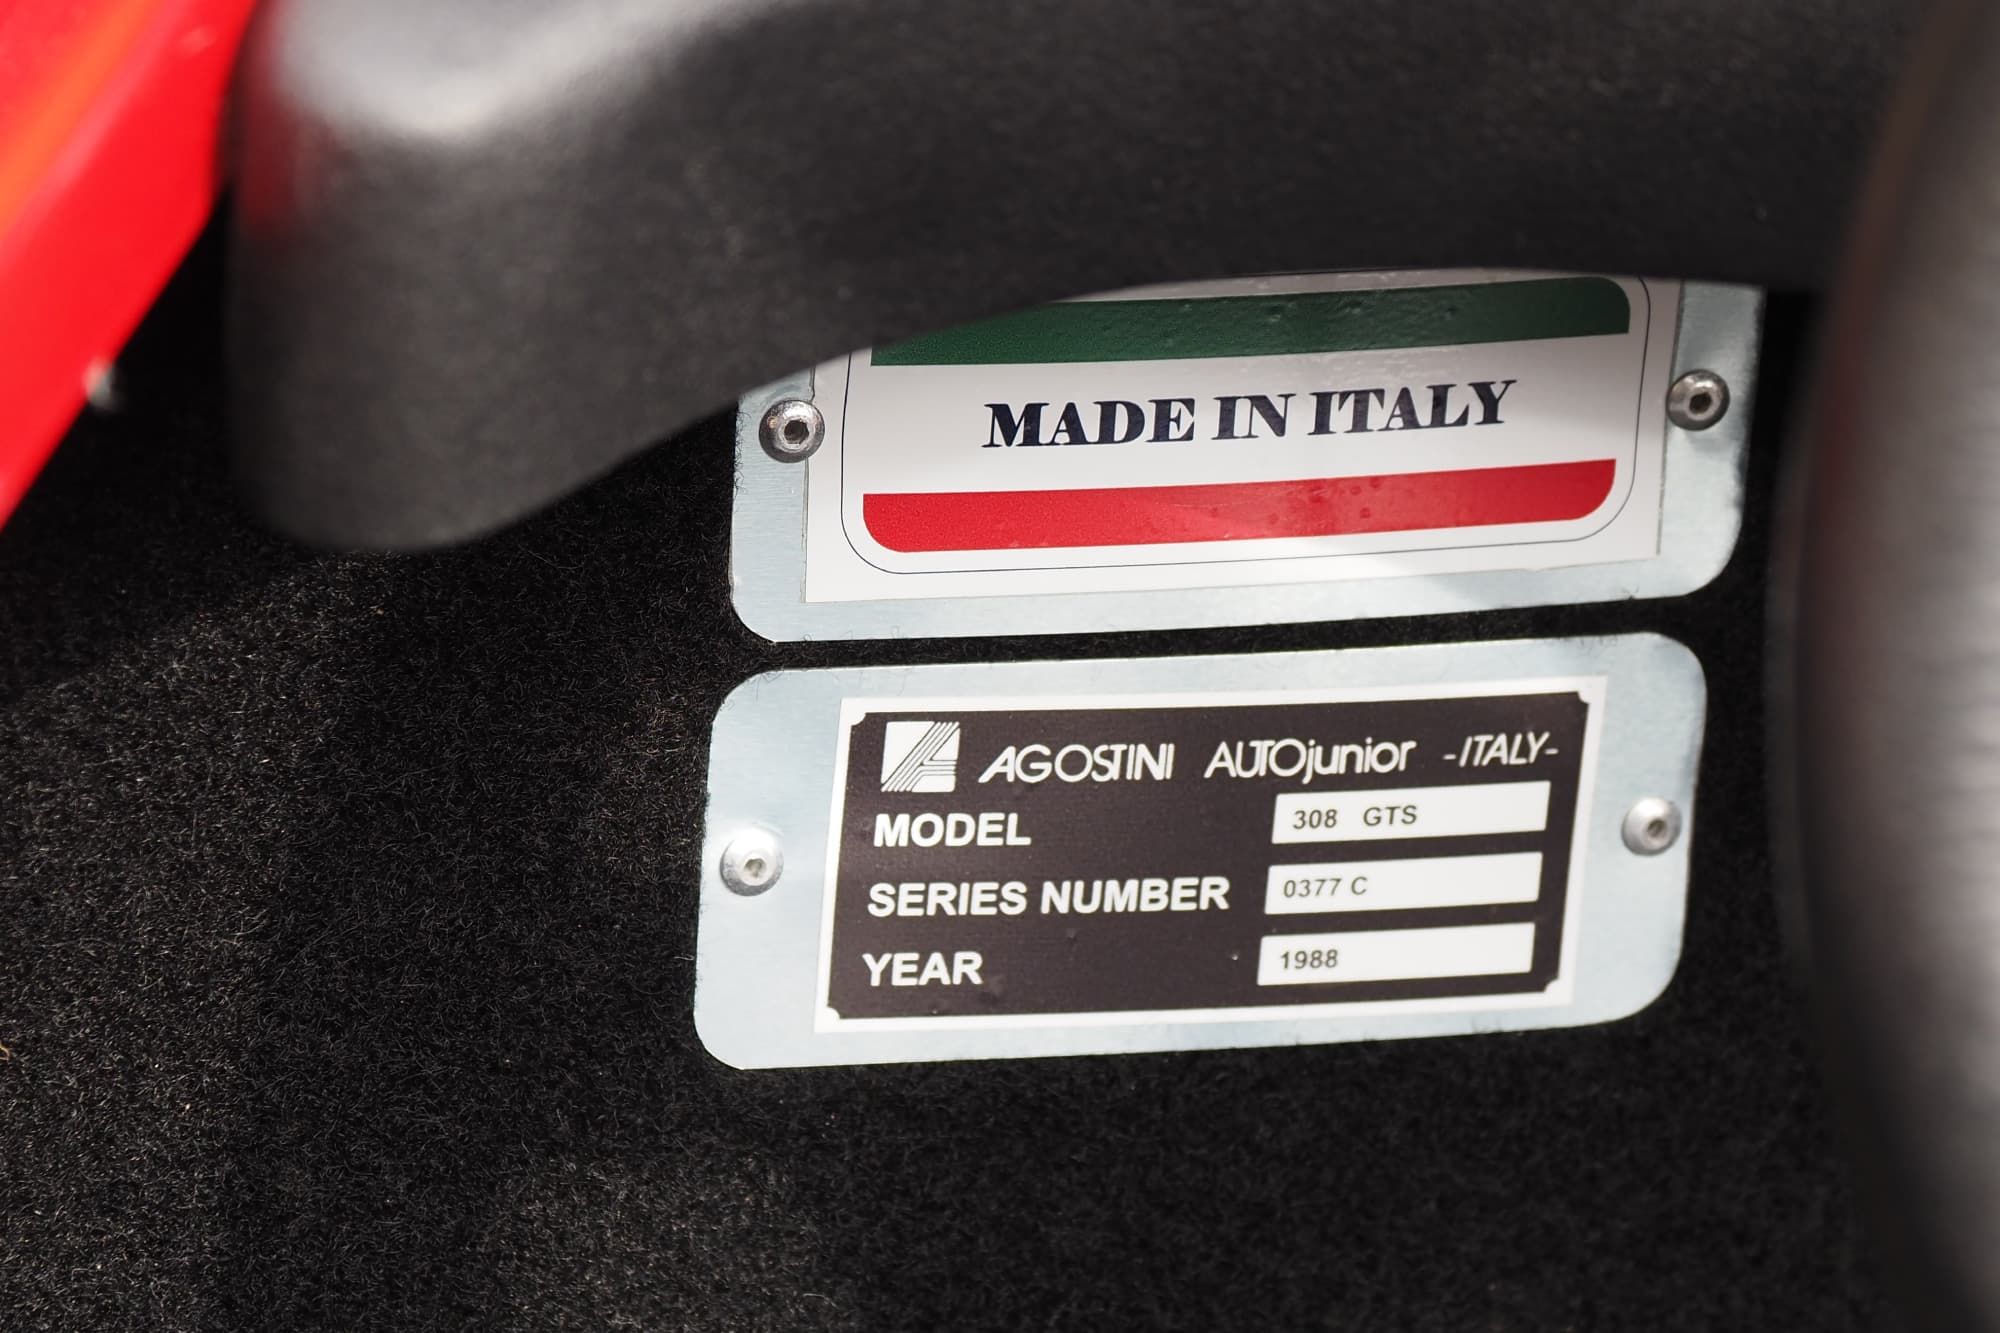 MADE IN ITALY
AGOSTINI AUTOjunior -ITALY-
MODEL 308 GTS
SERIES NUMBER 0377 C
YEAR 1988